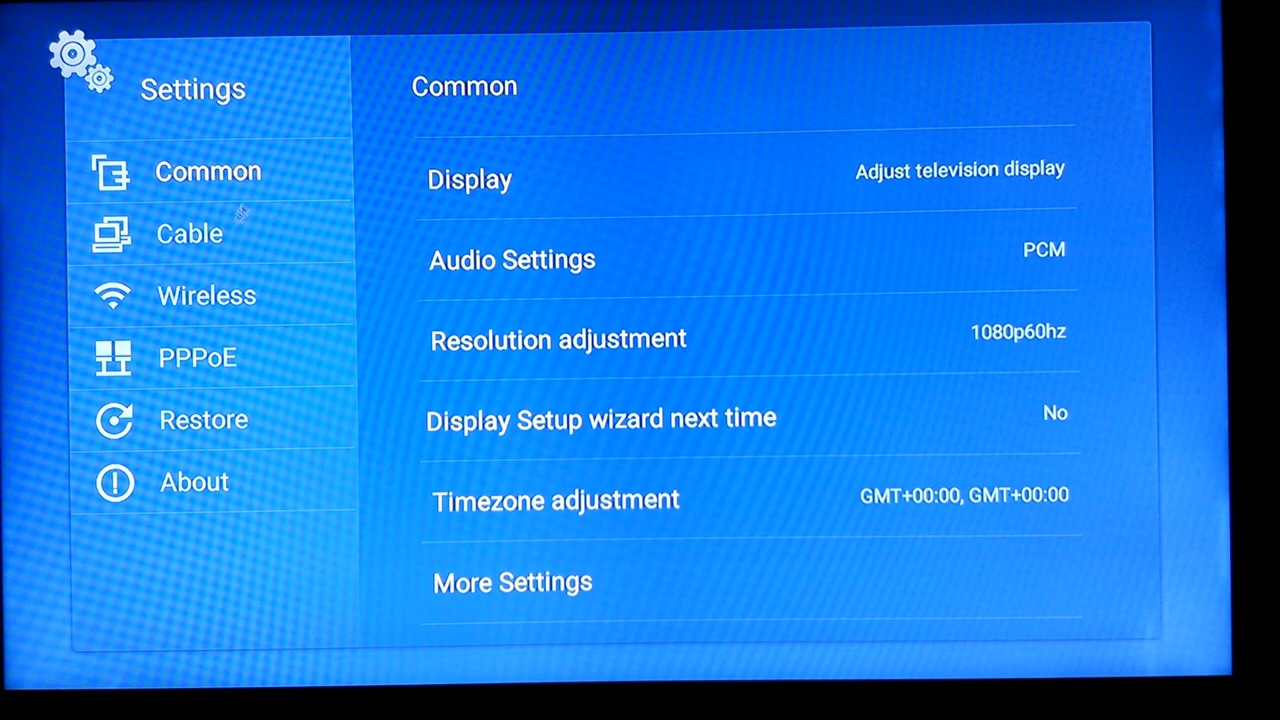 Settings
Common
Cable
Wireless
PPPoE
Restore
About
Common
Display Adjust television display
Audio Settings PCM
Resolution adjustment 1080p60hz
Display Setup wizard next time No
Timezone adjustment GMT+00:00, GMT+00:00
More Settings